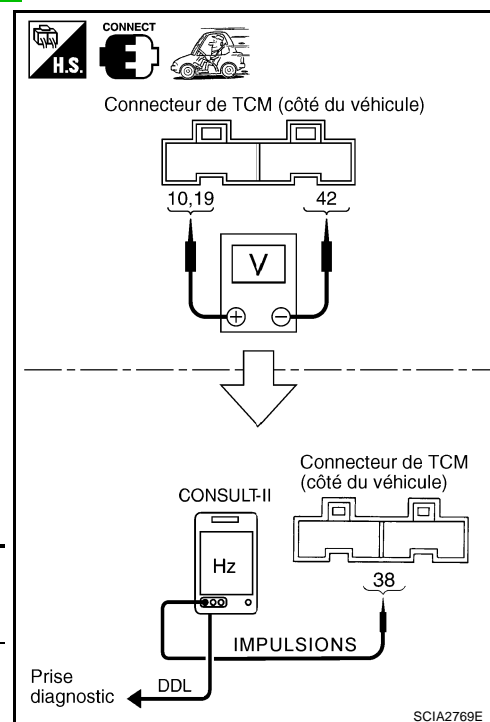 CONNECT
H.S.
Connecteur de TCM (côté du véhicule)
10,19
42
V
+
−
Connecteur de TCM
(côté du véhicule)
CONSULT-II
Hz
38
IMPULSIONS
Prise
diagnostic
DDL
SCIA2769E